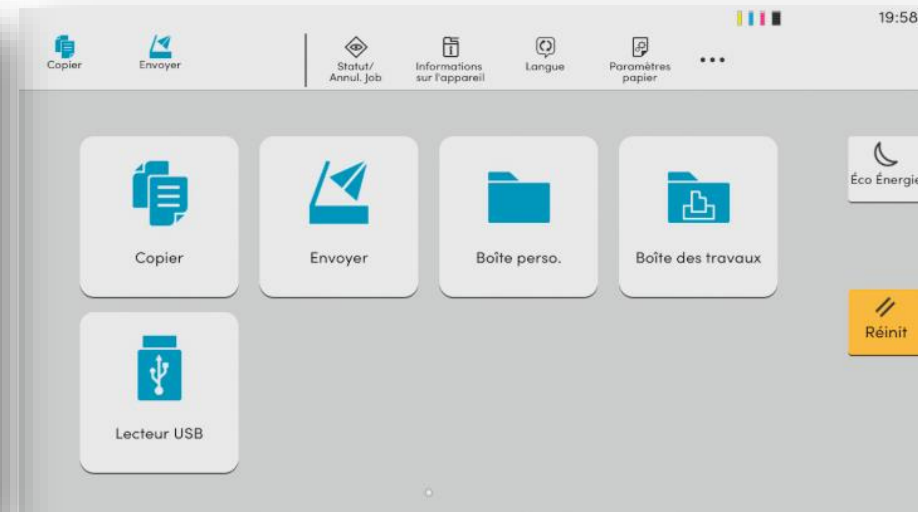 19:58
Copier
Envoyer
Statut/
Annul. Job
Informations
sur l'appareil
Langue
Paramètres
papier
Éco Énergie
Copier
Envoyer
Boîte perso.
Boîte des travaux
Réinit
Lecteur USB